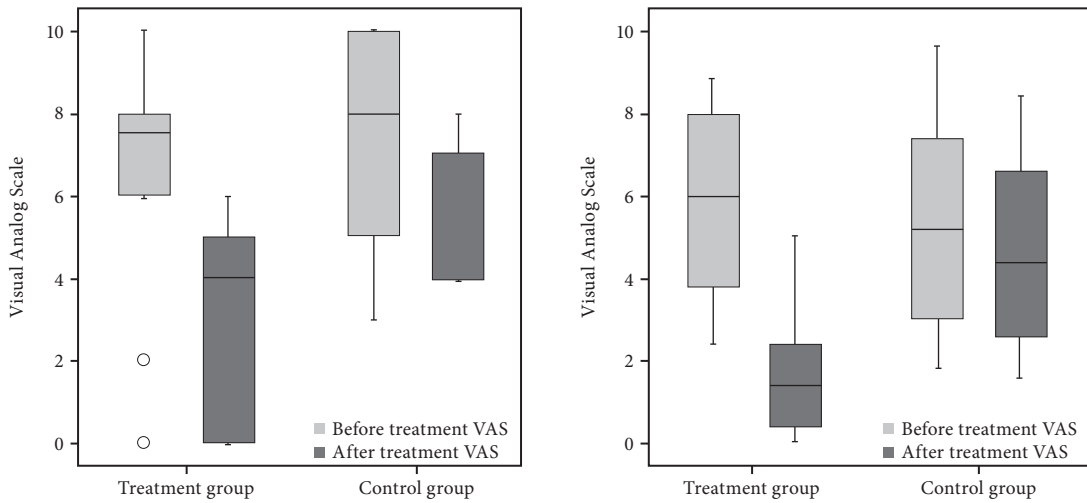 Visual Analog Scale
10
8
6
4
2
0
Before treatment VAS
After treatment VAS
Treatment group
Control group
Visual Analog Scale
10
8
6
4
2
0
Before treatment VAS
After treatment VAS
Treatment group
Control group